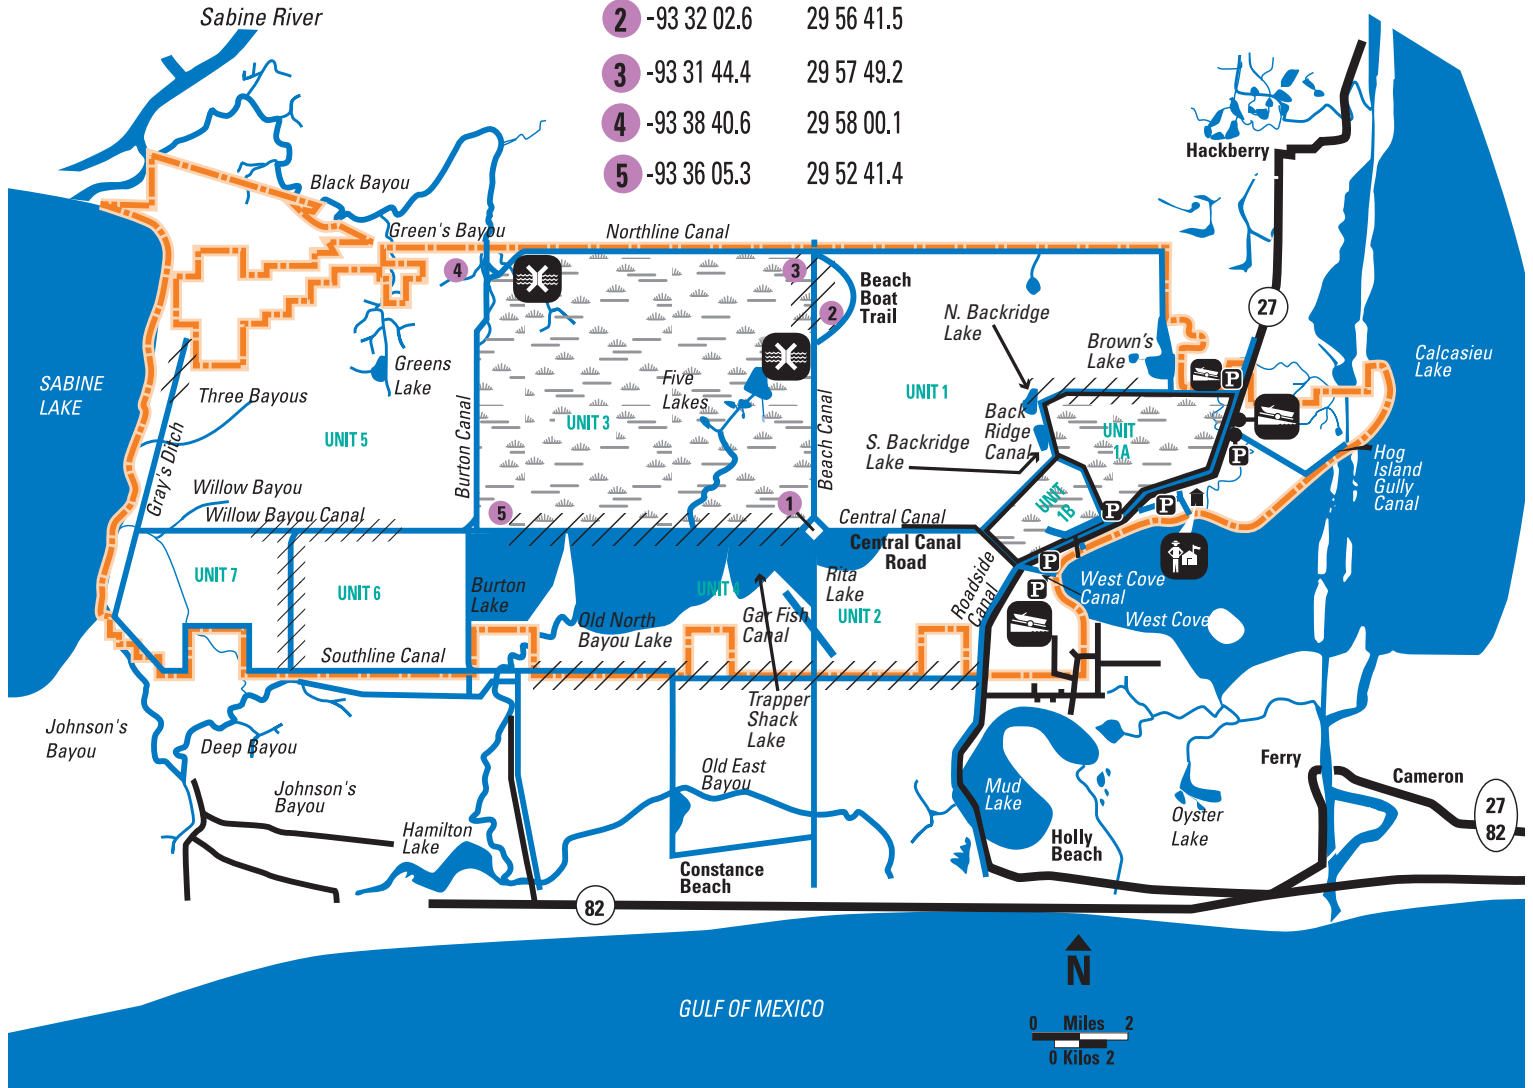 Sabine River
2 -93 32 02.6 29 56 41.5
3 -93 31 44.4 29 57 49.2
4 -93 38 40.6 29 58 00.1
5 -93 36 05.3 29 52 41.4
Hackberry
Black Bayou
Green's Bayou
Northline Canal
4
3
2
Beach
Boat
Trail
27
N. Backridge
Lake
Brown's
Lake
Calcasieu
Lake
SABINE
LAKE
Greens
Lake
Three Bayous
Five
Lakes
UNIT 1
P
Back
Ridge
Canal
S. Backridge
Lake
UNIT
1A
P
Hog
Island
Gully
Canal
UNIT 5
UNIT 3
Burton Canal
Beach Canal
Gray's Ditch
Willow Bayou
Willow Bayou Canal
5
1
Central Canal
Central Canal
Road
UNIT
1B
P
P
P
P
UNIT 7
UNIT 6
Burton
Lake
UNIT 4
Rita
Lake
UNIT 2
Roadside
Canal
West Cove
Canal
West Cove
Old North
Bayou Lake
Gar Fish
Canal
Southline Canal
Trapper
Shack
Lake
Johnson's
Bayou
Deep Bayou
Johnson's
Bayou
Old East
Bayou
Mud
Lake
Oyster
Lake
Ferry
Cameron
27
82
Hamilton
Lake
Holly
Beach
Constance
Beach
82
N
GULF OF MEXICO
0 Miles 2
0 Kilos 2